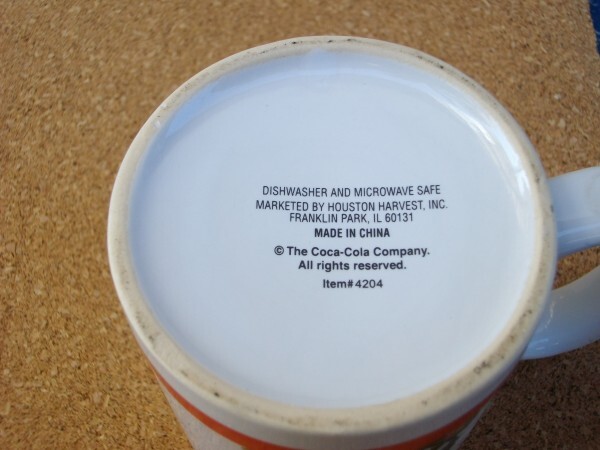 DISHWASHER AND MICROWAVE SAFE
MARKETED BY HOUSTON HARVEST, INC.
FRANKLIN PARK, IL 60131
MADE IN CHINA
© The Coca-Cola Company.
All rights reserved.
Item# 4204